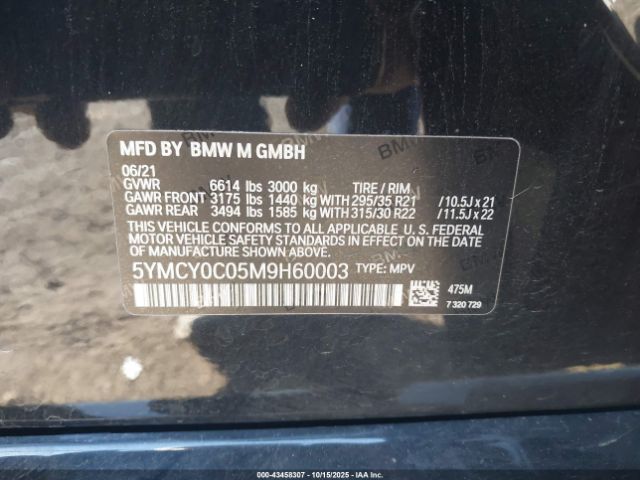 MFD BY BMW M GMBH
06/21
GVWR 6614 lbs 3000 kg TIRE / RIM
GAWR FRONT 3175 lbs 1440 kg WITH 295/35 R21 /10.5J x 21
GAWR REAR 3494 lbs 1585 kg WITH 315/30 R22 /11.5J x 22
THIS VEHICLE CONFORMS TO ALL APPLICABLE U. S. FEDERAL
MOTOR VEHICLE SAFETY STANDARDS IN EFFECT ON THE DATE
OF MANUFACTURE SHOWN ABOVE.
5YMCY0C05M9H60003 TYPE: MPV
475M
7 320 729
000-43458307 - 10/15/2025 - IAA Inc.